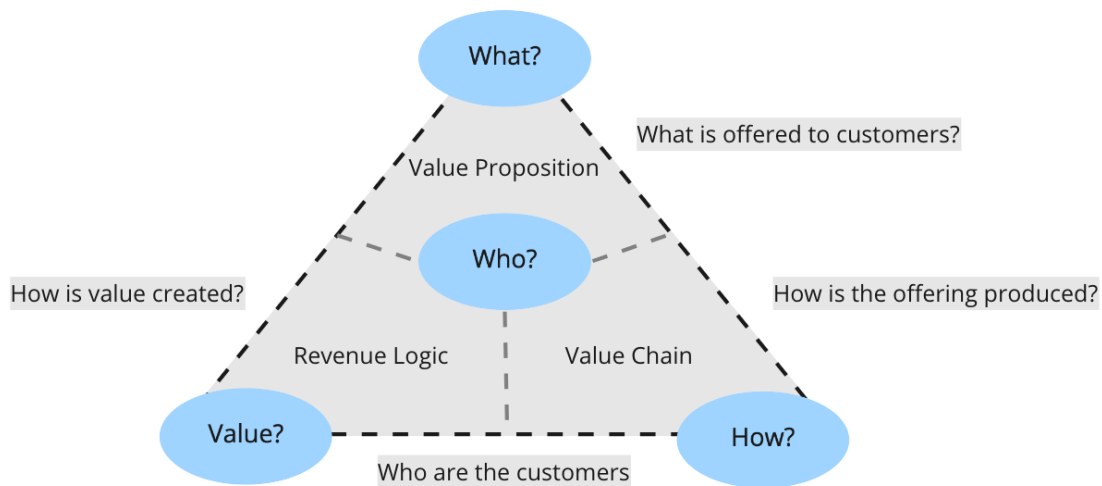 What?
What is offered to customers?
Value Proposition
Who?
How is value created?
How is the offering produced?
Revenue Logic
Value Chain
Value?
How?
Who are the customers